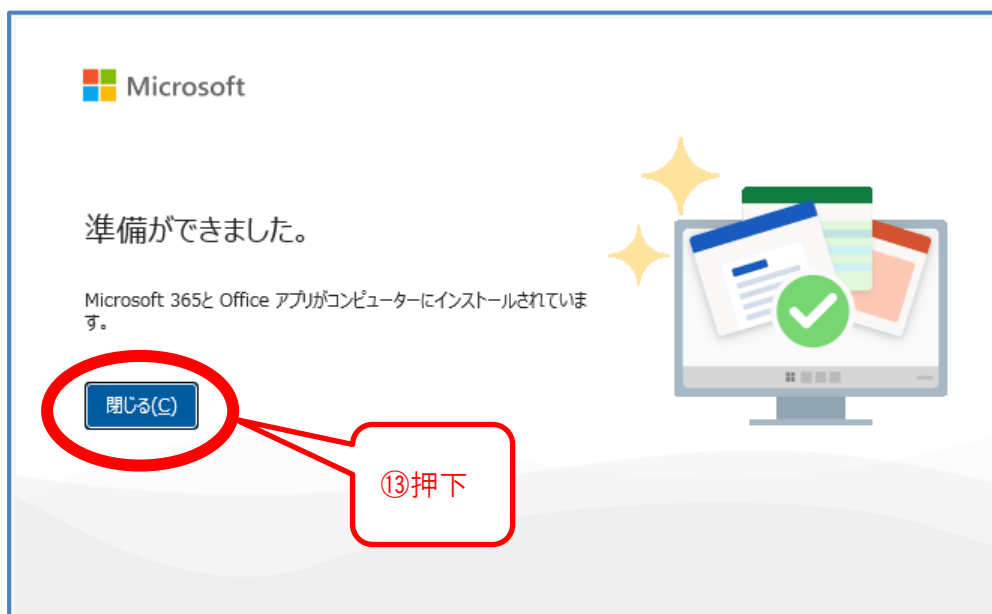 Microsoft
準備ができました。
Microsoft 365と Office アプリがコンピューターにインストールされていま
す。
閉じる(C)
⑬押下